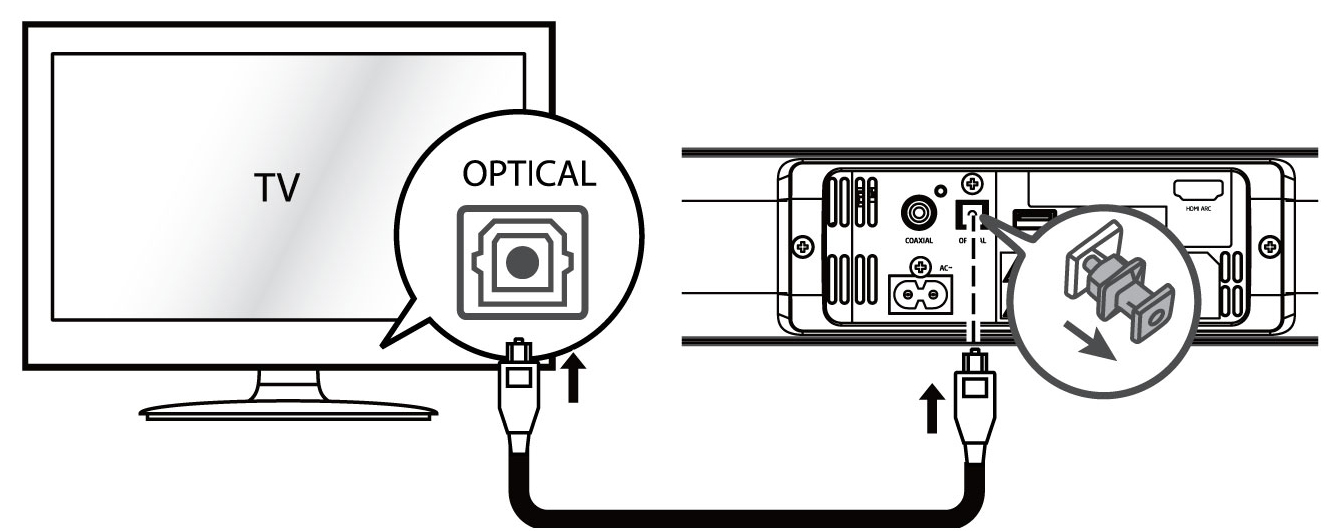 TV
OPTICAL
COAXIAL
HDMI ARC
AC~